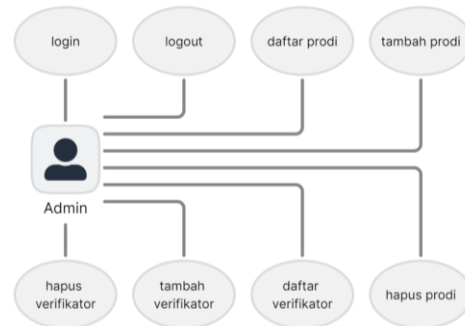 login
logout
daftar prodi
tambah prodi
Admin
hapus
verifikator
tambah
verifikator
daftar
verifikator
hapus prodi